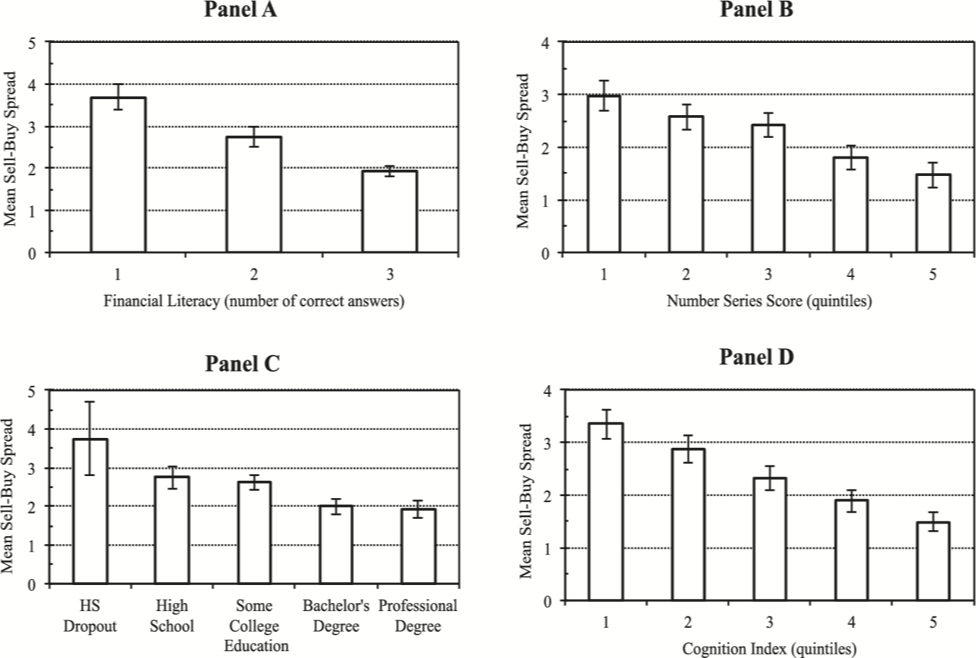 Panel A
Mean Sell-Buy Spread
5
4
3
2
1
0
1 2 3
Financial Literacy (number of correct answers)
Panel B
Mean Sell-Buy Spread
4
3
2
1
0
1 2 3 4 5
Number Series Score (quintiles)
Panel C
Mean Sell-Buy Spread
5
4
3
2
1
0
HS High Some Bachelor's Professional
Dropout School College Degree Degree
Education
Panel D
Mean Sell-Buy Spread
4
3
2
1
0
1 2 3 4 5
Cognition Index (quintiles)